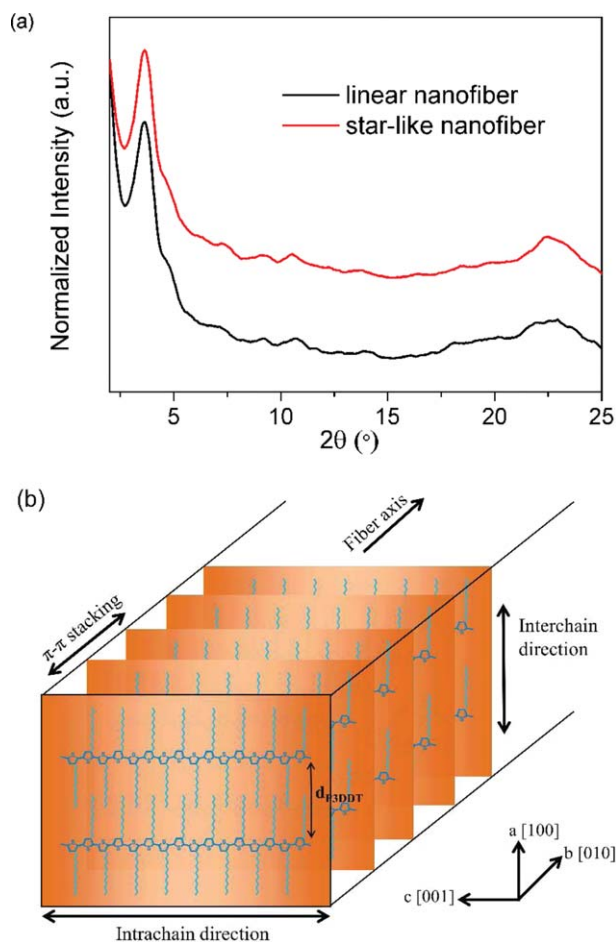 (a)
linear nanofiber
star-like nanofiber
Normalized Intensity (a.u.)
5
10
15
20
25
2θ (°)
(b)
Fiber axis
π-π stacking
Interchain
direction
dP3DDT
a [100]
b [010]
c [001]
Intrachain direction